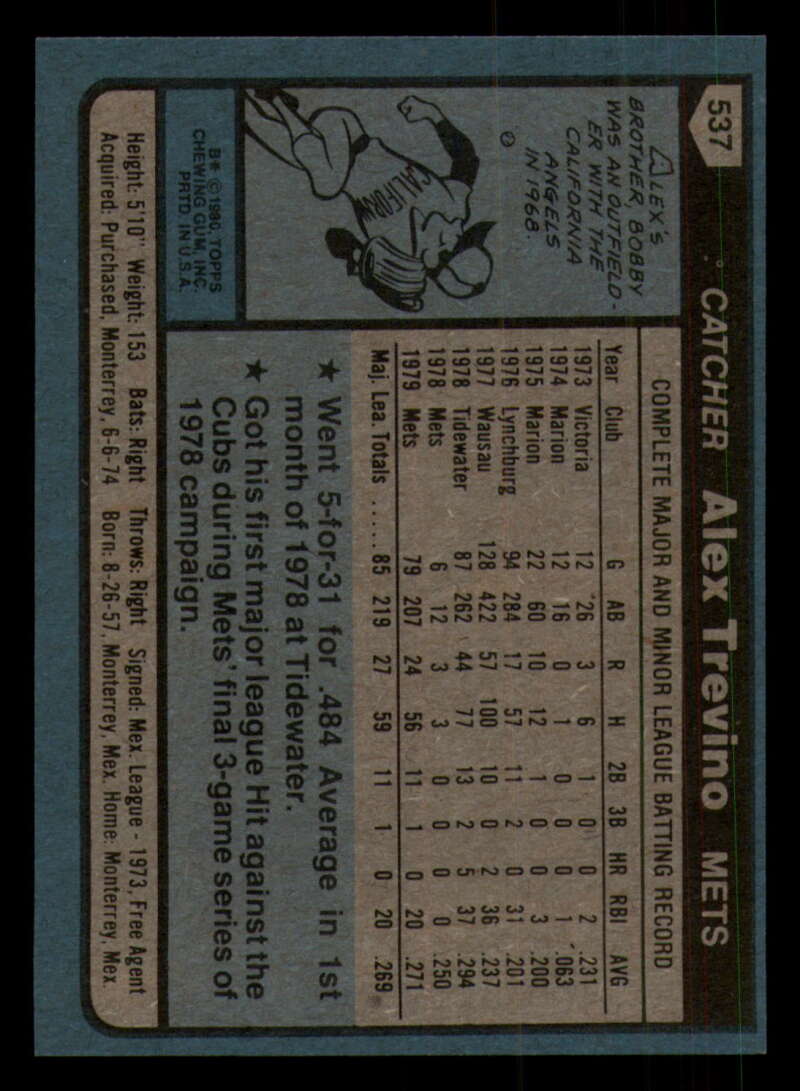 537 CATCHER Alex Trevino METS
ALEX'S
BROTHER, BOBBY
WAS AN OUTFIELD-
ER WITH THE
CALIFORNIA
ANGELS
IN 1968.
CALIFORN
B* © 1980, TOPPS
CHEWING GUM, INC.
PRTD. IN U.S.A.
COMPLETE MAJOR AND MINOR LEAGUE BATTING RECORD
Year Club G AB R H 2B 3B HR RBI AVG
1973 Victoria 12 26 3 6 1 0 0 2 .231
1974 Marion 12 16 0 1 0 0 0 1 .063
1975 Marion 22 60 10 12 1 0 0 3 .200
1976 Lynchburg 94 284 17 57 11 2 0 31 .201
1977 Wausau 128 422 57 100 10 0 2 36 .237
1978 Tidewater 87 262 44 77 13 2 5 37 .294
1978 Mets 6 12 3 3 0 0 0 0 .250
1979 Mets 79 207 24 56 11 1 0 20 .271
Maj. Lea. Totals ..... 85 219 27 59 11 1 0 20 .269
★ Went 5-for-31 for .484 Average in 1st
month of 1978 at Tidewater.
★ Got his first major league Hit against the
Cubs during Mets' final 3-game series of
1978 campaign.
Height: 5'10" Weight: 153 Bats: Right Throws: Right Signed: Mex. League - 1973, Free Agent
Acquired: Purchased, Monterrey, 6-6-74 Born: 8-26-57, Monterrey, Mex. Home: Monterrey, Mex